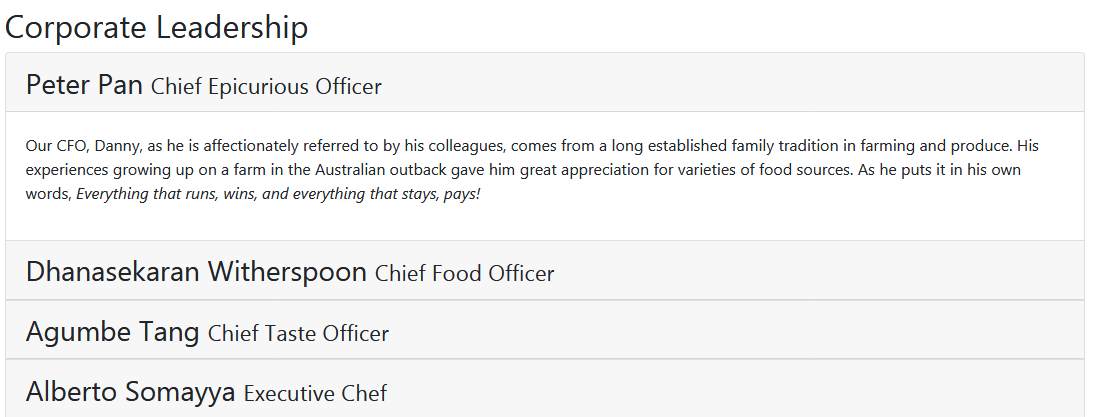 Corporate Leadership
Peter Pan Chief Epicurious Officer
Our CFO, Danny, as he is affectionately referred to by his colleagues, comes from a long established family tradition in farming and produce. His
experiences growing up on a farm in the Australian outback gave him great appreciation for varieties of food sources. As he puts it in his own
words, Everything that runs, wins, and everything that stays, pays!
Dhanasekaran Witherspoon Chief Food Officer
Agumbe Tang Chief Taste Officer
Alberto Somayya Executive Chef